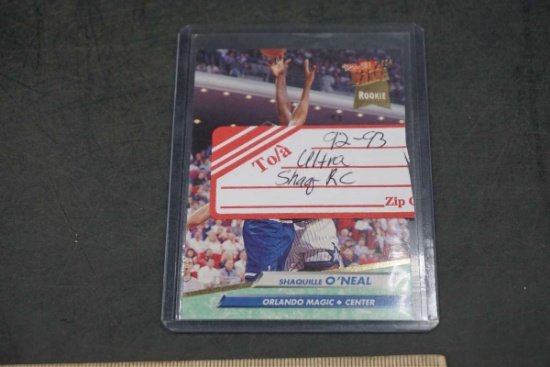 ROOKIE
To/à
92-93
Ultra
Shaq RC
Zip
SHAQUILLE O'NEAL
ORLANDO MAGIC ♦ CENTER